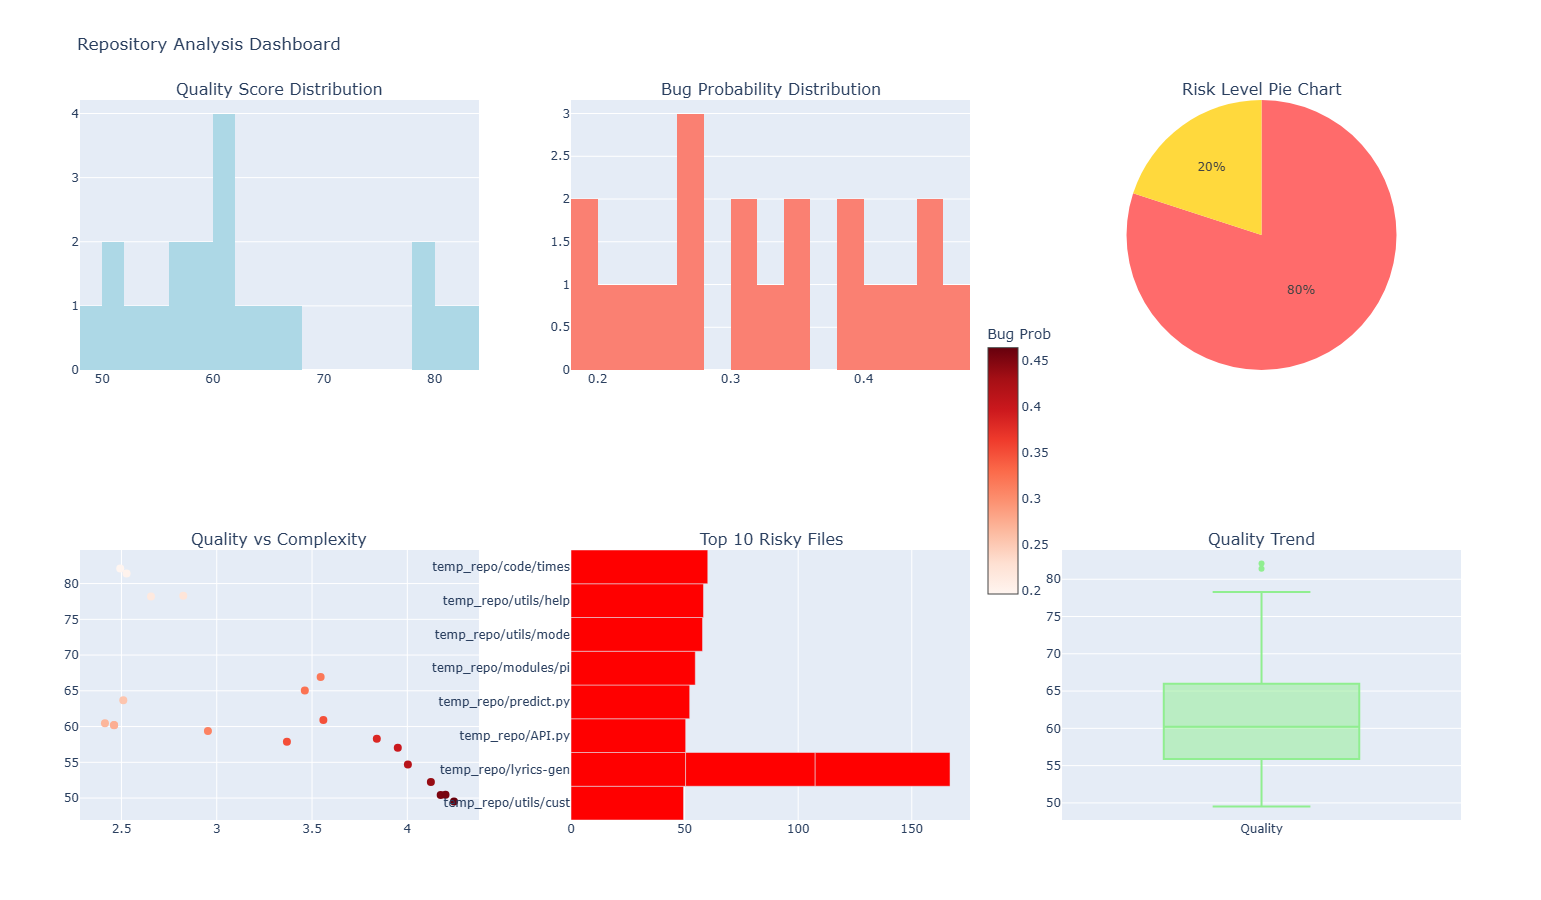 Repository Analysis Dashboard
Quality Score Distribution
4
3
2
1
0
50
60
70
80
Bug Probability Distribution
3
2.5
2
1.5
1
0.5
0
0.2
0.3
0.4
Risk Level Pie Chart
20%
80%
Bug Prob
0.45
0.4
0.35
0.3
0.25
0.2
Quality vs Complexity
80
75
70
65
60
55
50
2.5
3
3.5
4
Top 10 Risky Files
temp_repo/code/times
temp_repo/utils/help
temp_repo/utils/mode
temp_repo/modules/pi
temp_repo/predict.py
temp_repo/API.py
temp_repo/lyrics-gen
temp_repo/utils/cust
0
50
100
150
Quality Trend
80
75
70
65
60
55
50
Quality